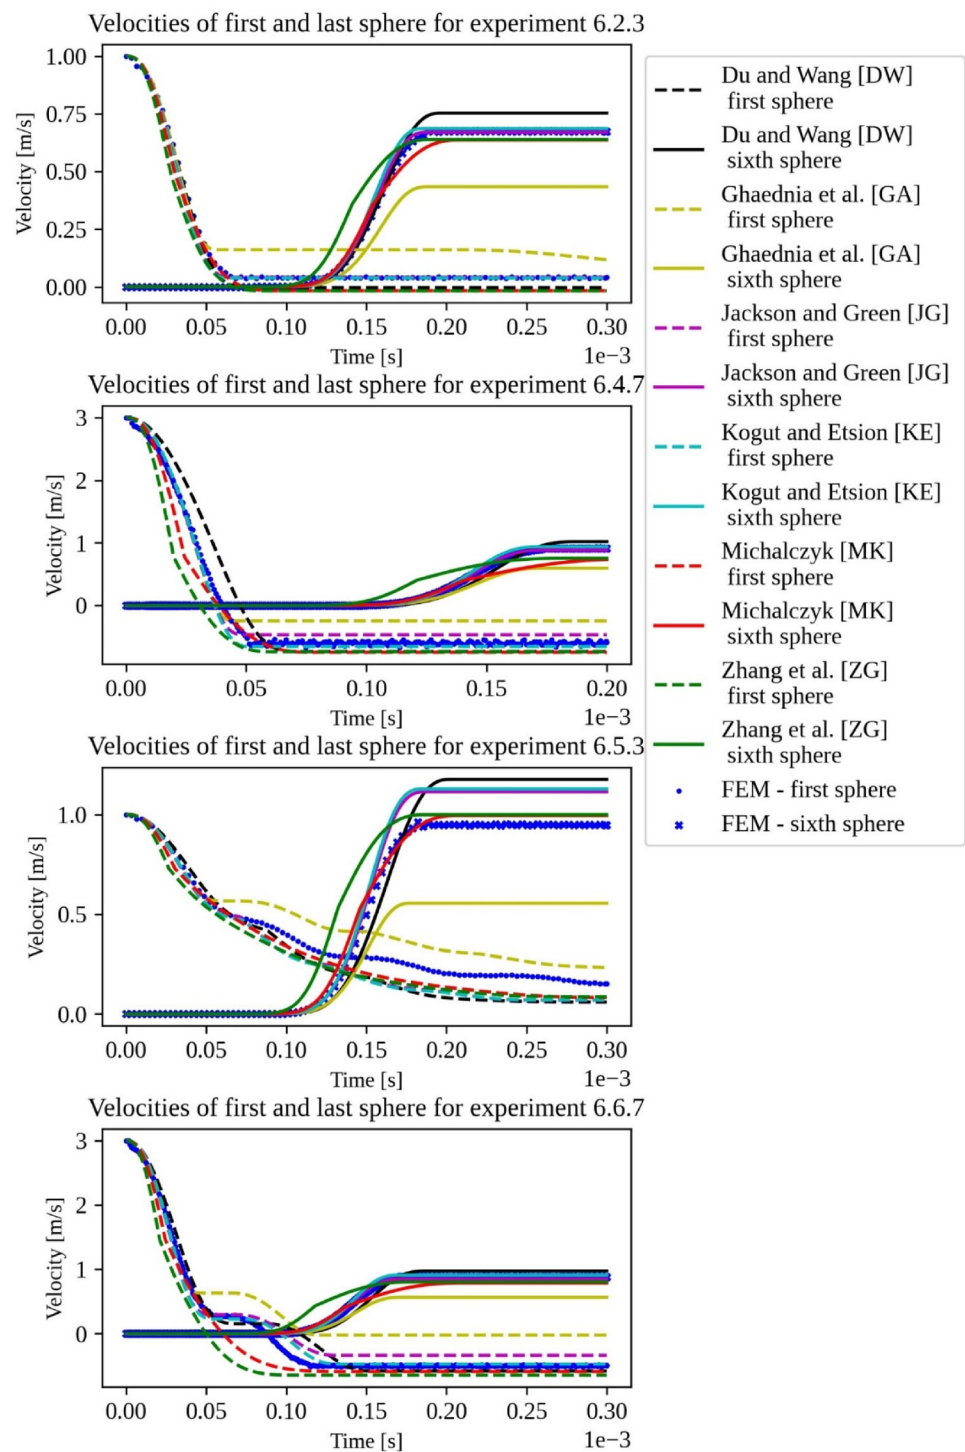 Velocities of first and last sphere for experiment 6.2.3
1.00
0.75
0.50
0.25
0.00
Velocity [m/s]
0.00 0.05 0.10 0.15 0.20 0.25 0.30
Time [s]
1e−3
Velocities of first and last sphere for experiment 6.4.7
3
2
1
0
Velocity [m/s]
0.00 0.05 0.10 0.15 0.20
Time [s]
1e−3
Velocities of first and last sphere for experiment 6.5.3
1.0
0.5
0.0
Velocity [m/s]
0.00 0.05 0.10 0.15 0.20 0.25 0.30
Time [s]
1e−3
Velocities of first and last sphere for experiment 6.6.7
3
2
1
0
Velocity [m/s]
0.00 0.05 0.10 0.15 0.20 0.25 0.30
Time [s]
1e−3
Du and Wang [DW]
first sphere
Du and Wang [DW]
sixth sphere
Ghaednia et al. [GA]
first sphere
Ghaednia et al. [GA]
sixth sphere
Jackson and Green [JG]
first sphere
Jackson and Green [JG]
sixth sphere
Kogut and Etsion [KE]
first sphere
Kogut and Etsion [KE]
sixth sphere
Michalczyk [MK]
first sphere
Michalczyk [MK]
sixth sphere
Zhang et al. [ZG]
first sphere
Zhang et al. [ZG]
sixth sphere
FEM - first sphere
FEM - sixth sphere